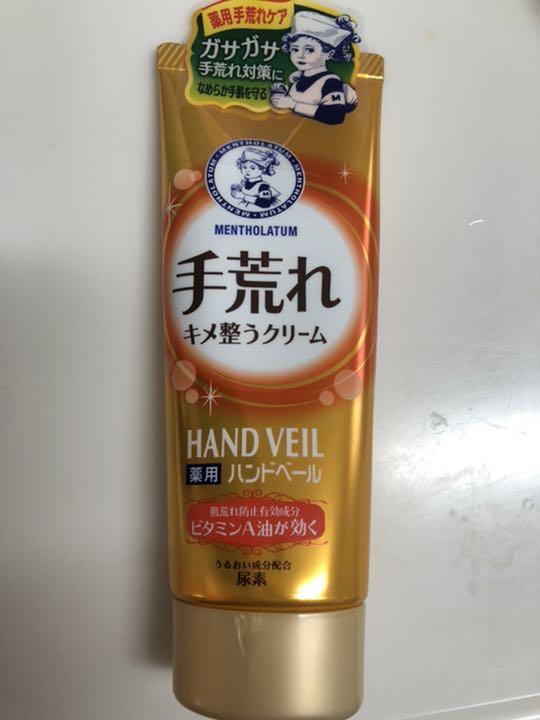 薬用手荒れケア
ガサガサ
手荒れ対策に
なめらか手肌を守る
M
MENTHOLATUM・MENTHOLATUM・MENTHOLATUM・
MENTHOLATUM
手荒れ
キメ整うクリーム
HAND VEIL
薬用 ハンドベール
肌荒れ防止有効成分
ビタミンA油が効く
うるおい成分配合
尿素